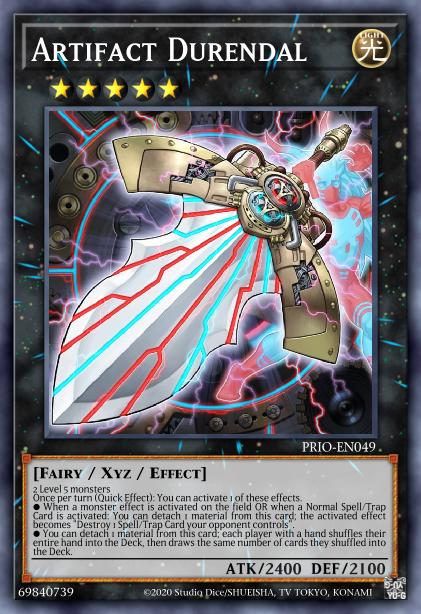 Artifact Durendal
LIGHT
光
PRIO-EN049
[Fairy / Xyz / Effect]
2 Level 5 monsters
Once per turn (Quick Effect): You can activate 1 of these effects.
● When a monster effect is activated on the field OR when a Normal Spell/Trap
Card is activated: You can detach 1 material from this card; the activated effect
becomes "Destroy 1 Spell/Trap Card your opponent controls".
● You can detach 1 material from this card; each player with a hand shuffles their
entire hand into the Deck, then draws the same number of cards they shuffled into
the Deck.
ATK/2400 DEF/2100
69840739
©2020 Studio Dice/SHUEISHA, TV TOKYO, KONAMI